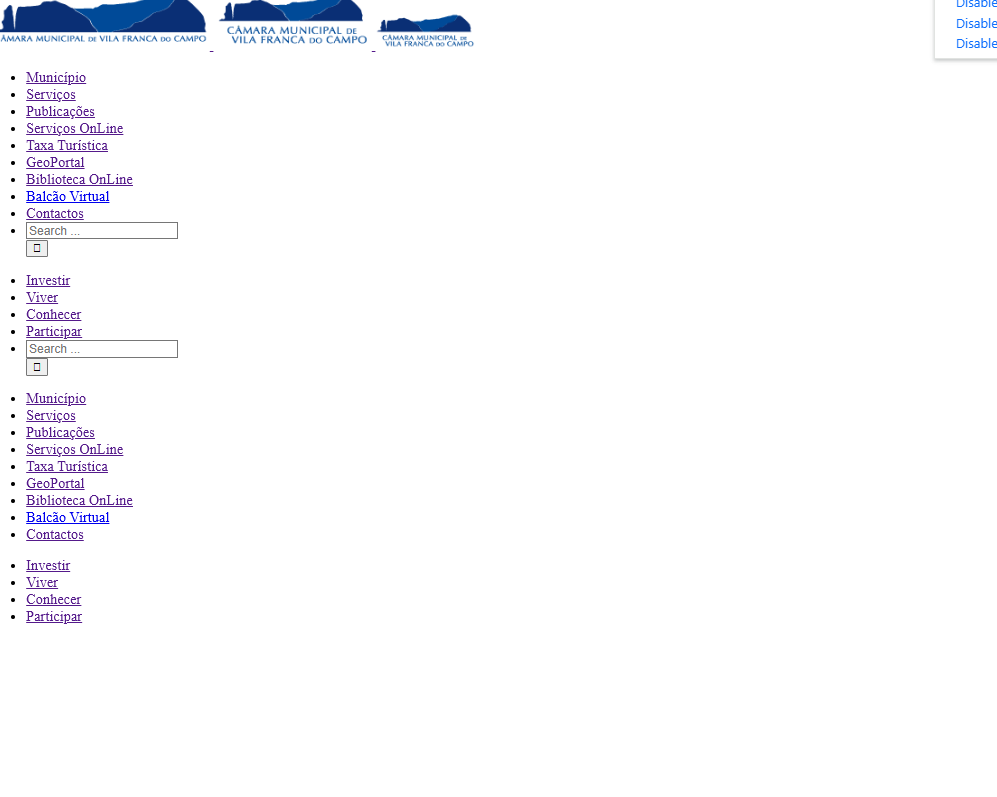 CÂMARA MUNICIPAL DE VILA FRANCA DO CAMPO
CÂMARA MUNICIPAL DE
VILA FRANCA DO CAMPO
CÂMARA MUNICIPAL DE
VILA FRANCA DO CAMPO
Disable
Disable
Disable
Município
Serviços
Publicações
Serviços OnLine
Taxa Turística
GeoPortal
Biblioteca OnLine
Balcão Virtual
Contactos
Search ...
Investir
Viver
Conhecer
Participar
Search ...
Município
Serviços
Publicações
Serviços OnLine
Taxa Turística
GeoPortal
Biblioteca OnLine
Balcão Virtual
Contactos
Investir
Viver
Conhecer
Participar